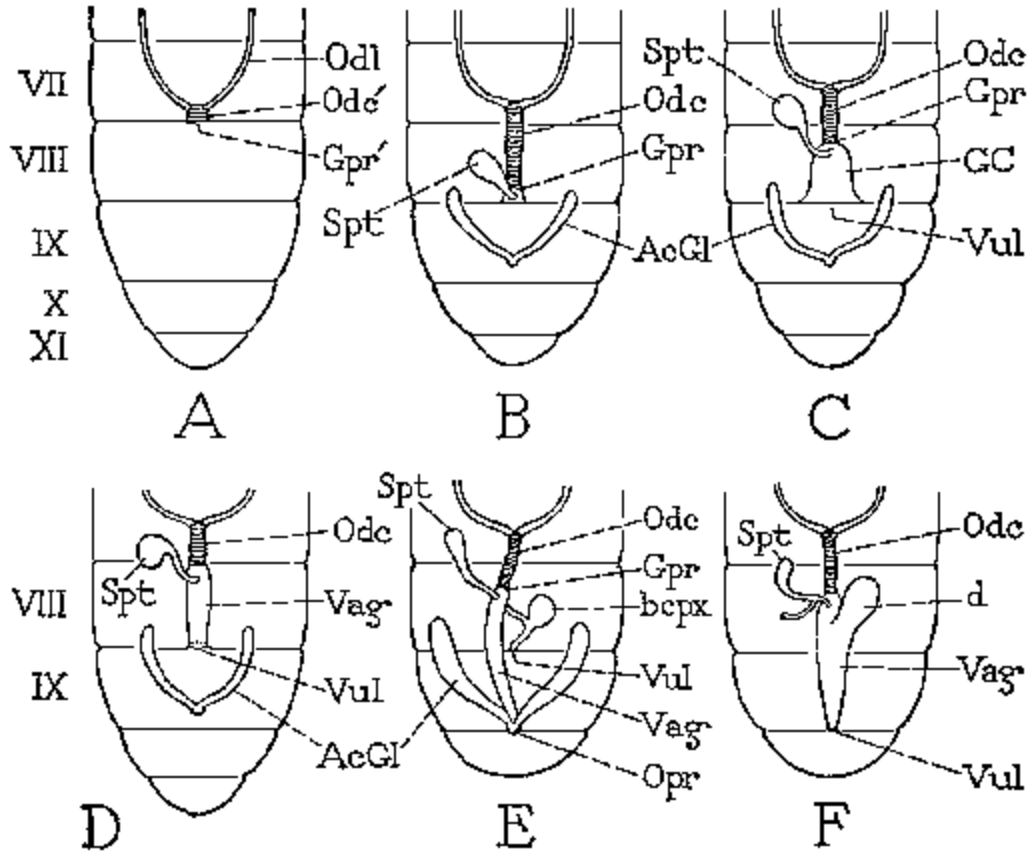 VII
VIII
IX
X
XI
Odl
Odc′
Gpr′
A
Odc
Gpr
Spt
AcGl
B
Spt
Odc
Gpr
GC
Vul
C
VIII
IX
Spt
Odc
Vag
Vul
AcGl
D
Spt
Odc
Gpr
bcpx
Vul
Vag
Opr
E
Spt
Odc
d
Vag
Vul
F